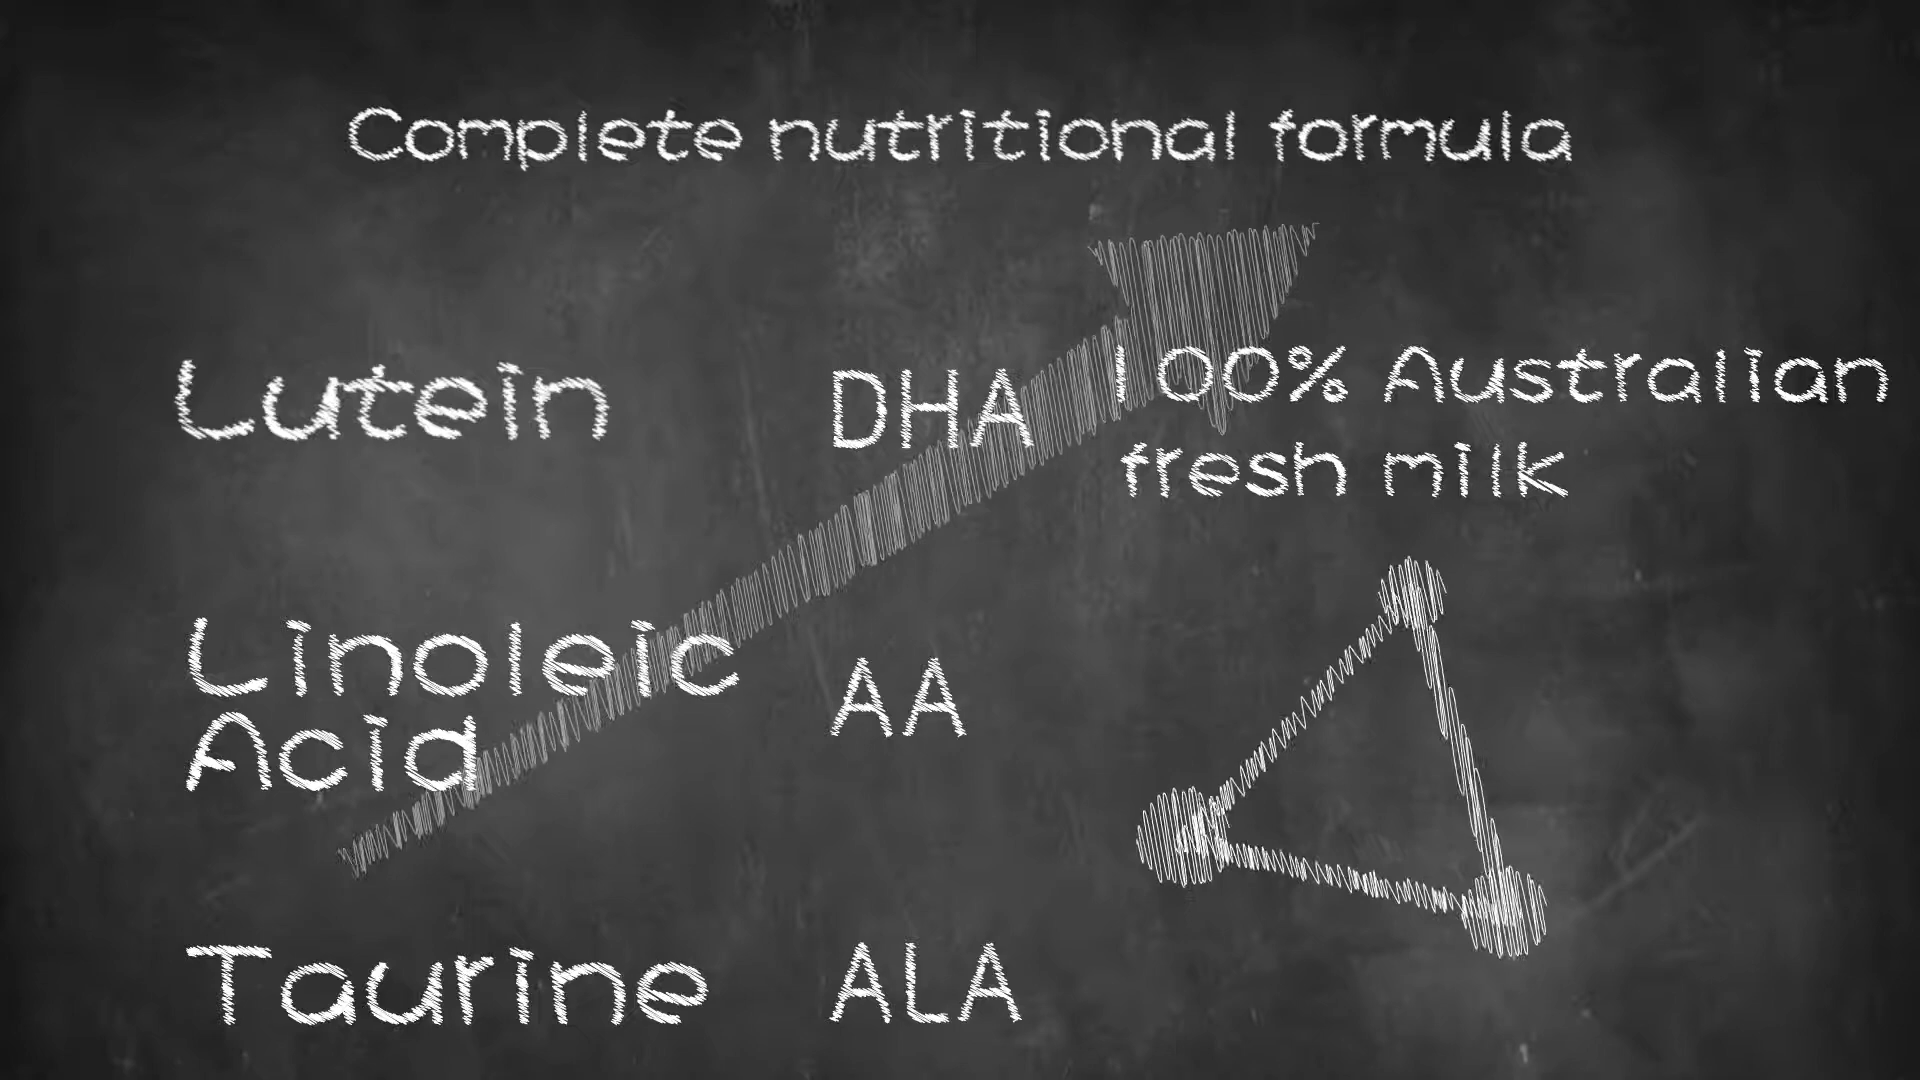 Complete nutritional formula
Lutein
DHA
100% Australian
fresh milk
Linoleic
Acid
AA
Taurine
ALA